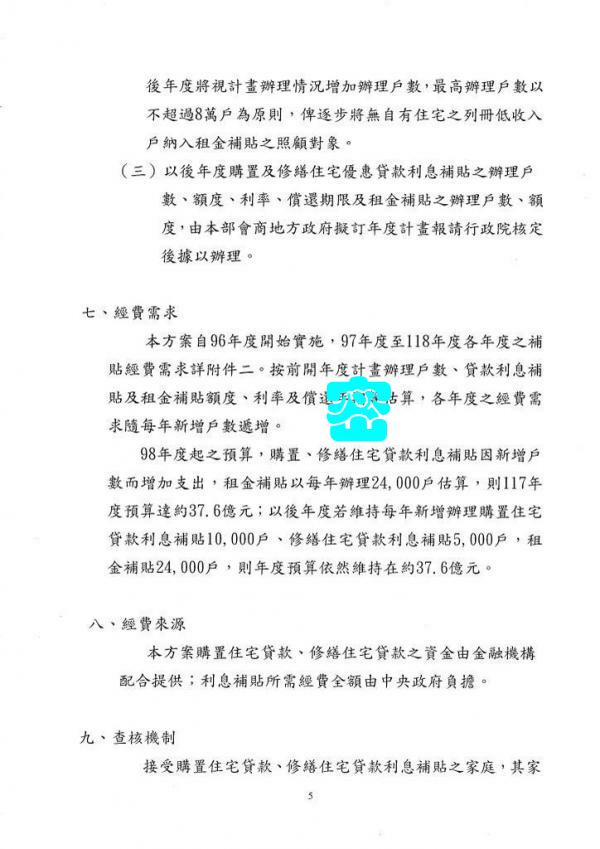 後年度將視計畫辦理情況增加辦理戶數，最高辦理戶數以
不超過8萬戶為原則，俾逐步將無自有住宅之列冊低收入
戶納入租金補貼之照顧對象。
（三）以後年度購置及修繕住宅優惠貸款利息補貼之辦理戶
數、額度、利率、償還期限及租金補貼之辦理戶數、額
度，由本部會商地方政府擬訂年度計畫報請行政院核定
後據以辦理。
七、經費需求
本方案自96年度開始實施，97年度至118年度各年度之補
貼經費需求詳附件二。按前開年度計畫辦理戶數、貸款利息補
貼及租金補貼額度、利率及償還估算，各年度之經費需
求隨每年新增戶數遞增。
98年度起之預算，購置、修繕住宅貸款利息補貼因新增戶
數而增加支出，租金補貼以每年辦理24,000戶估算，則117年
度預算達約37.6億元；以後年度若維持每年新增辦理購置住宅
貸款利息補貼10,000戶、修繕住宅貸款利息補貼5,000戶，租
金補貼24,000戶，則年度預算依然維持在約37.6億元。
八、經費來源
本方案購置住宅貸款、修繕住宅貸款之資金由金融機構
配合提供；利息補貼所需經費全額由中央政府負擔。
九、查核機制
接受購置住宅貸款、修繕住宅貸款利息補貼之家庭，其家
5